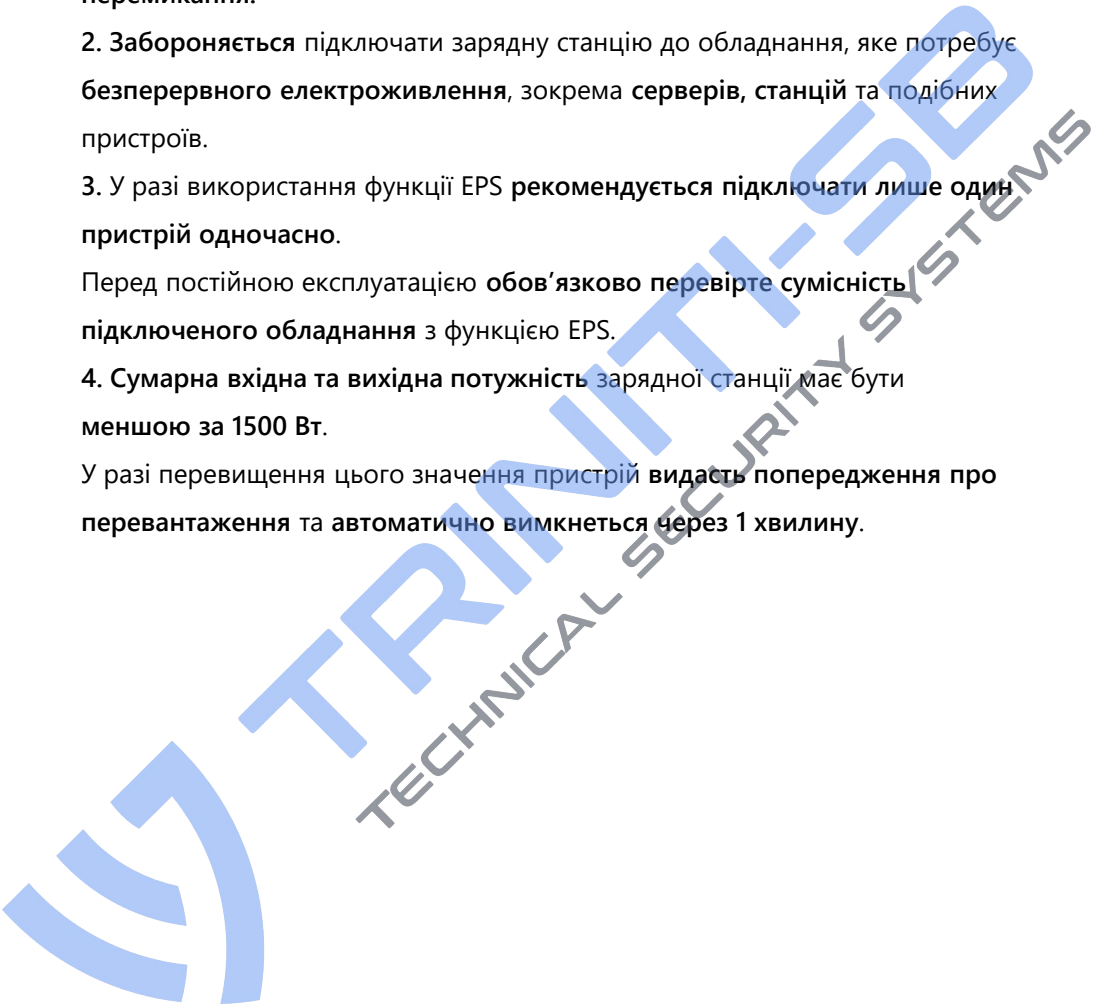 перемикання.
2. Забороняється підключати зарядну станцію до обладнання, яке потребує
безперервного електроживлення, зокрема серверів, станцій та подібних
пристроїв.
3. У разі використання функції EPS рекомендується підключати лише один
пристрій одночасно.
Перед постійною експлуатацією обов’язково перевірте сумісність
підключеного обладнання з функцією EPS.
4. Сумарна вхідна та вихідна потужність зарядної станції має бути
меншою за 1500 Вт.
У разі перевищення цього значення пристрій видасть попередження про
перевантаження та автоматично вимкнеться через 1 хвилину.
TRINITI-SB
TECHNICAL SECURITY SYSTEMS